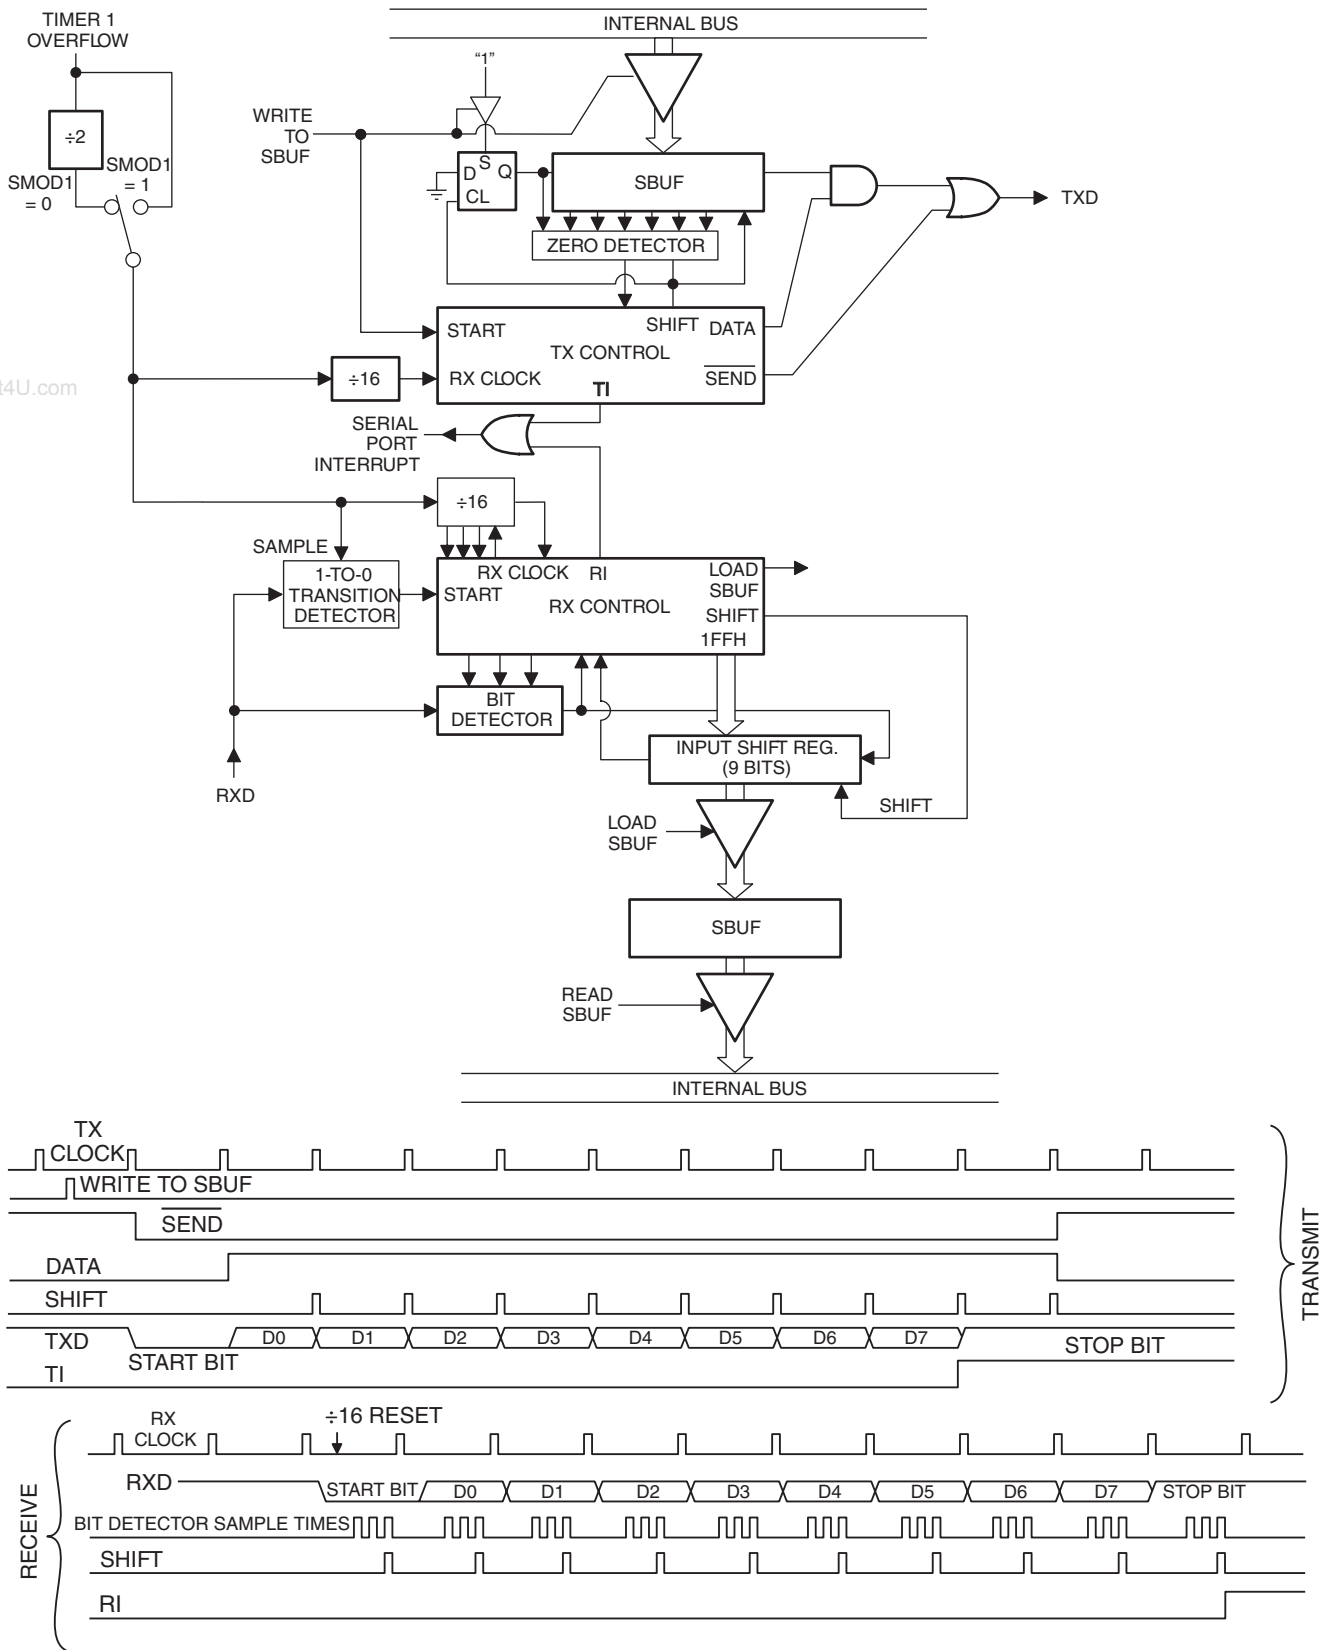 TIMER 1
OVERFLOW
÷2
SMOD1
= 0
SMOD1
= 1
INTERNAL BUS
“1”
WRITE
TO
SBUF
D
S
Q
CL
SBUF
ZERO DETECTOR
TXD
START
SHIFT
DATA
TX CONTROL
RX CLOCK
SEND
TI
÷16
t4U.com
SERIAL
PORT
INTERRUPT
÷16
SAMPLE
1-TO-0
TRANSITION
DETECTOR
RX CLOCK
RI
START
RX CONTROL
LOAD
SBUF
SHIFT
1FFH
BIT
DETECTOR
RXD
INPUT SHIFT REG.
(9 BITS)
SHIFT
LOAD
SBUF
SBUF
READ
SBUF
INTERNAL BUS
TX
CLOCK
WRITE TO SBUF
SEND
DATA
SHIFT
TXD
START BIT
D0 D1 D2 D3 D4 D5 D6 D7
STOP BIT
TI
TRANSMIT
RX
CLOCK
÷16 RESET
RXD
START BIT D0 D1 D2 D3 D4 D5 D6 D7 STOP BIT
BIT DETECTOR SAMPLE TIMES
SHIFT
RI
RECEIVE